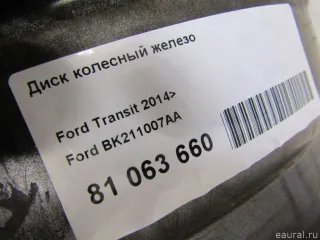 Диск колесный железо
Ford Transit 2014>
Ford BK211007AA
81 063 660
eaural.ru